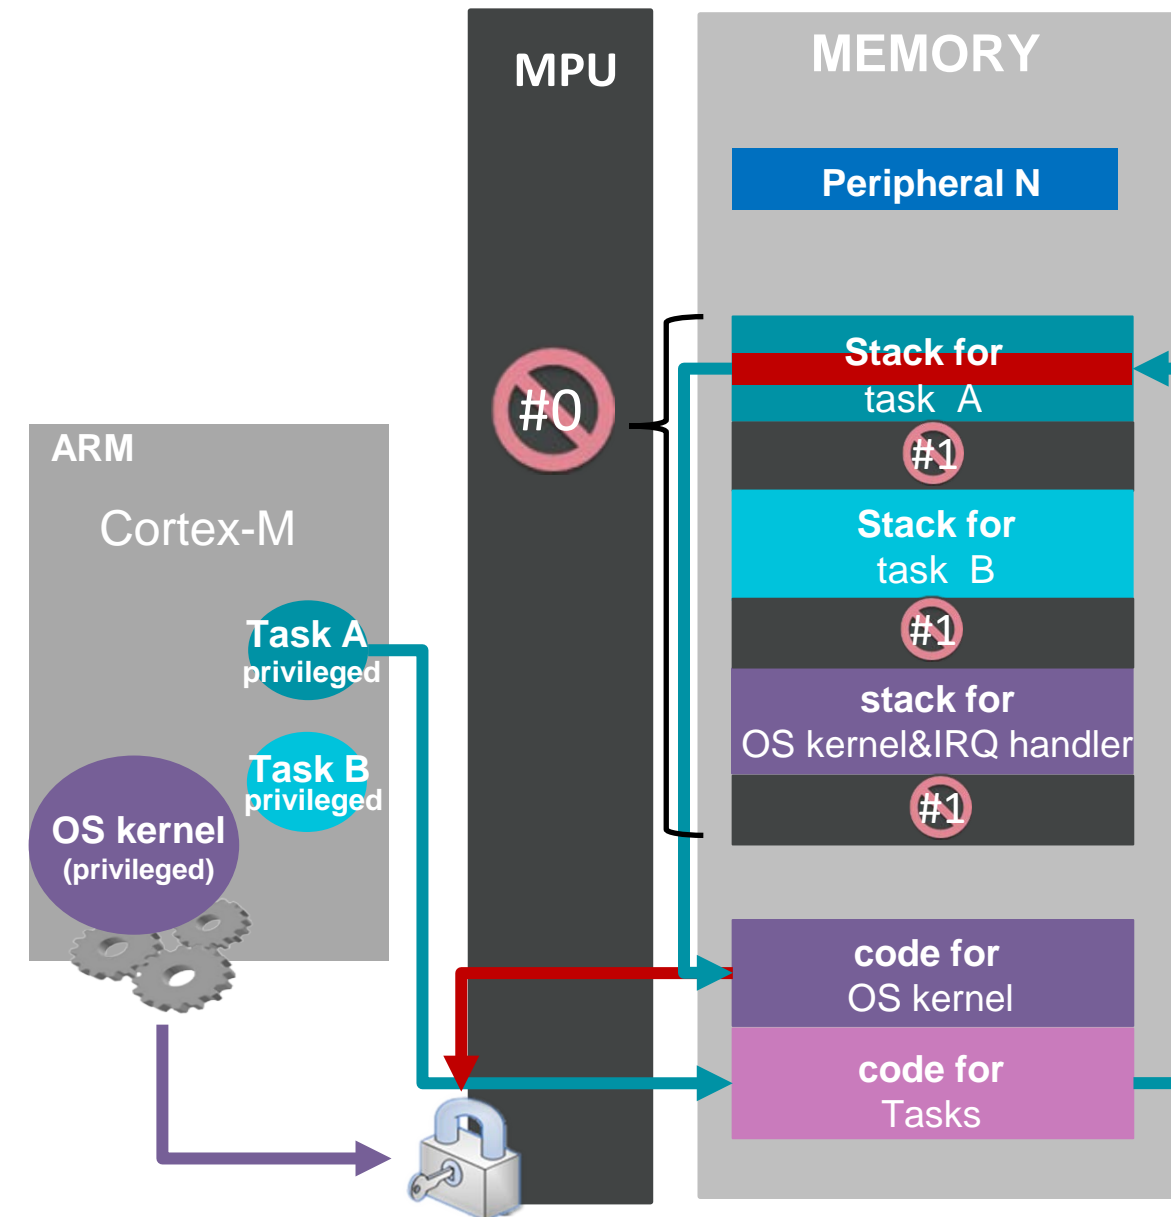 MPU
MEMORY
Peripheral N
#0
Stack for
task A
#1
Stack for
task B
#1
stack for
OS kernel&IRQ handler
#1
code for
OS kernel
code for
Tasks
ARM
Cortex-M
Task A
privileged
Task B
privileged
OS kernel
(privileged)